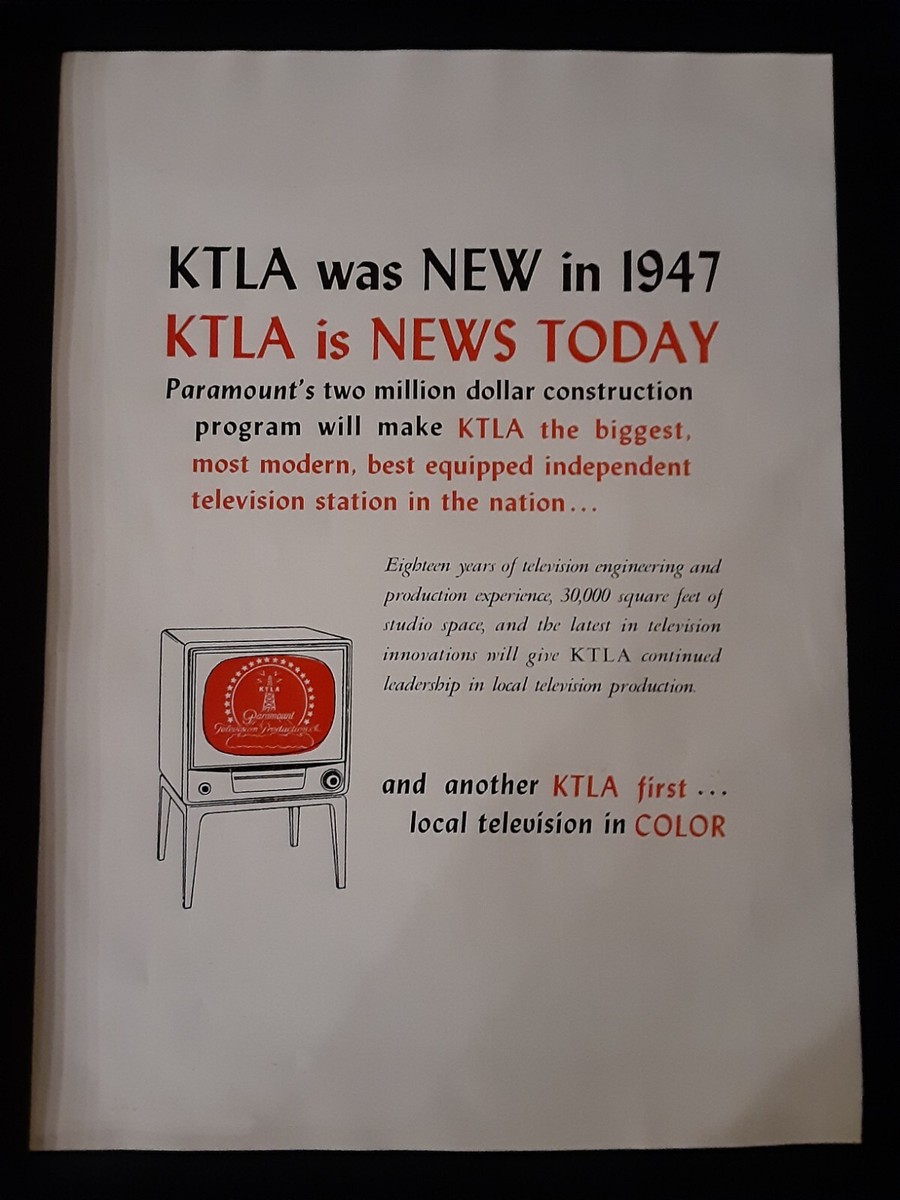 KTLA was NEW in 1947
KTLA is NEWS TODAY
Paramount's two million dollar construction
program will make KTLA the biggest,
most modern, best equipped independent
television station in the nation...
Eighteen years of television engineering and
production experience, 30,000 square feet of
studio space, and the latest in television
innovations will give KTLA continued
leadership in local television production.
KTLA
Paramount
Television Productions
and another KTLA first...
local television in COLOR